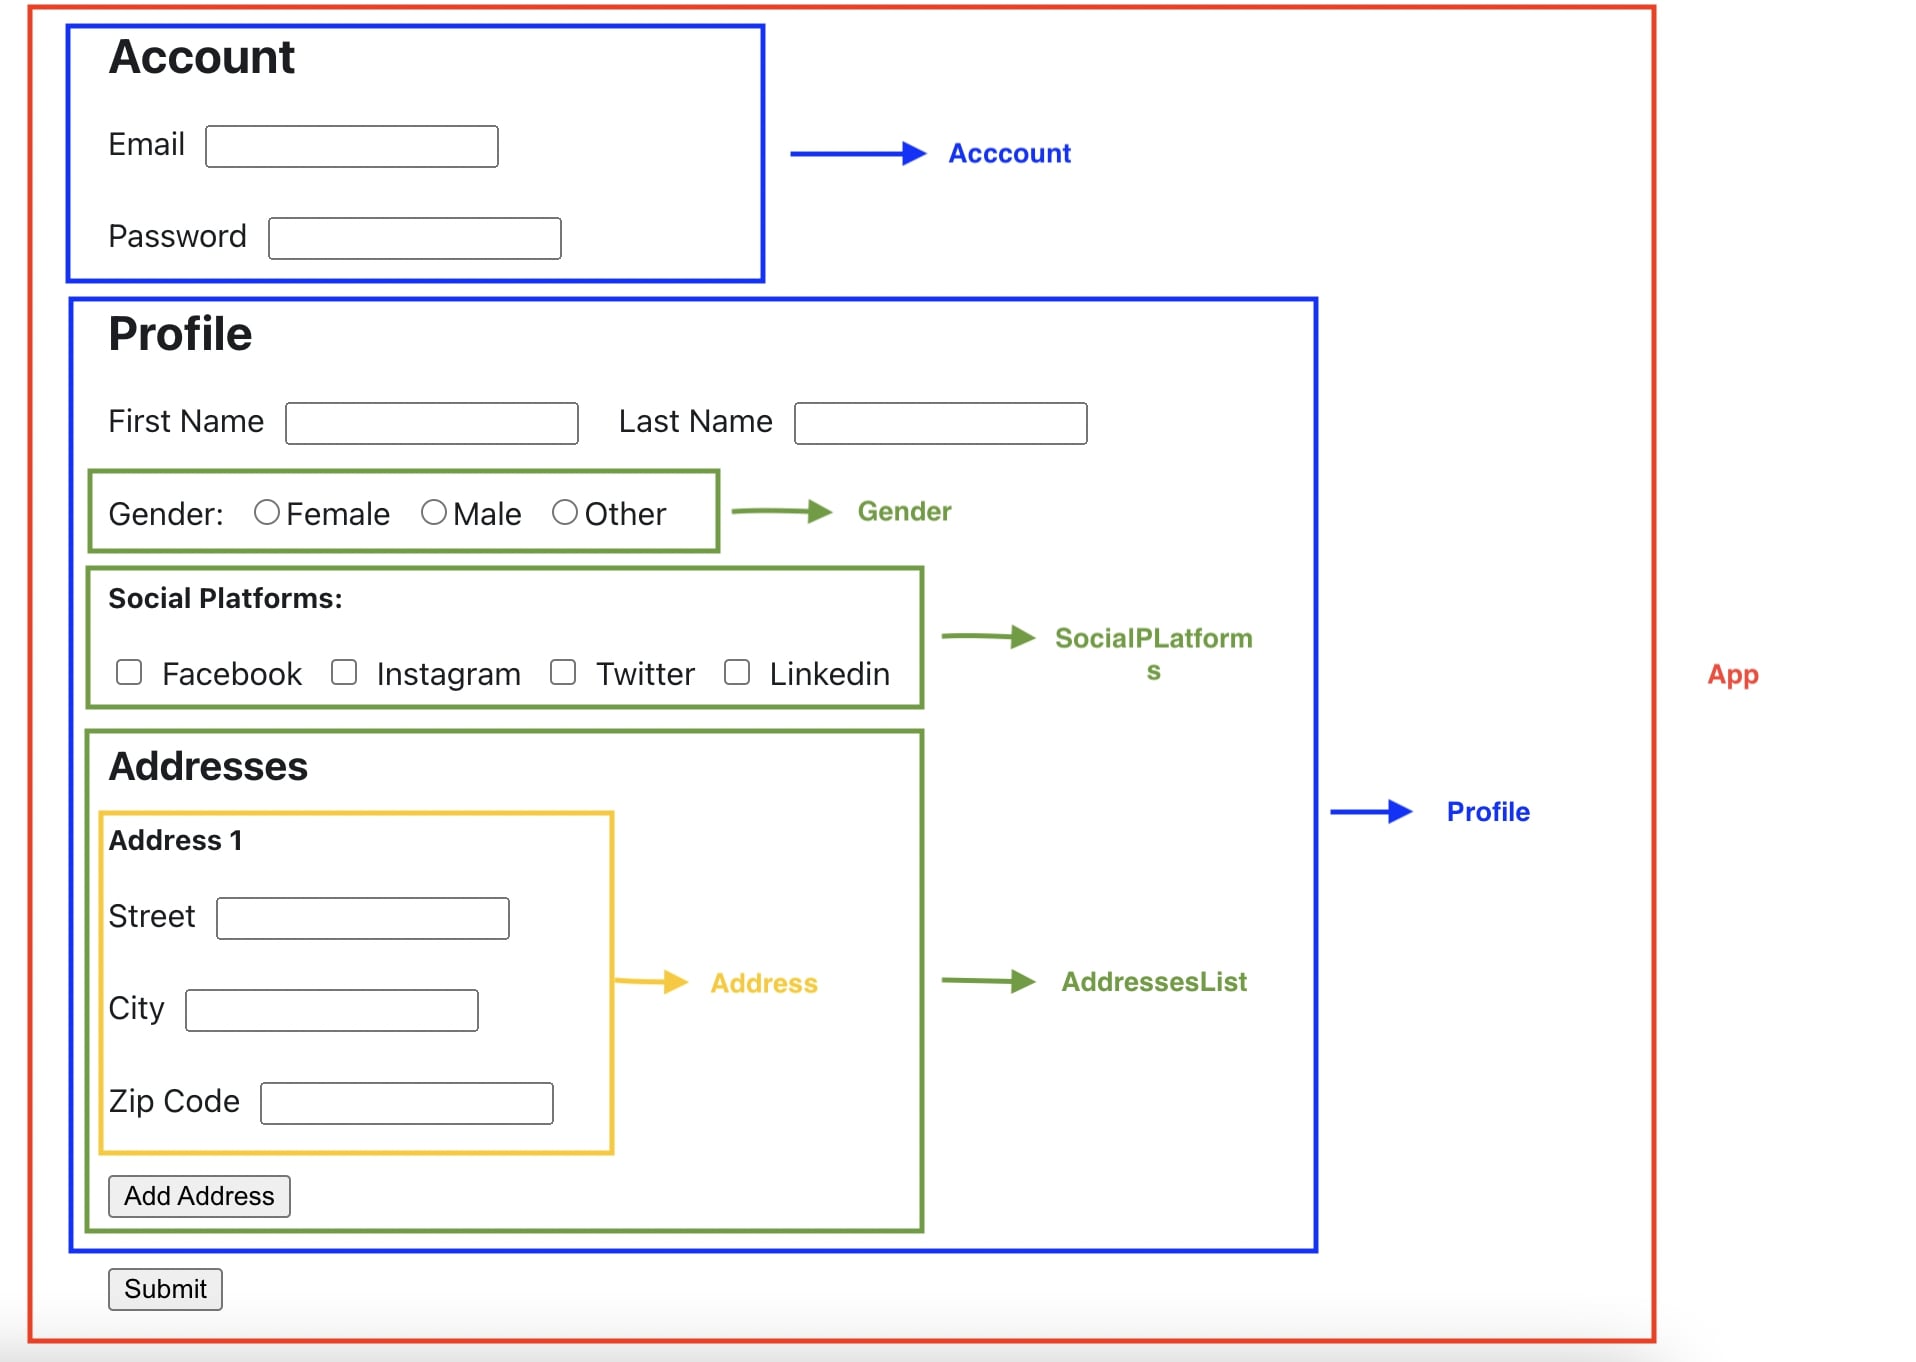 Account
Email
Acccount
Password
Profile
First Name Last Name
Gender: Female Male Other
Gender
Social Platforms:
SocialPLatform
s
Facebook Instagram Twitter Linkedin
App
Addresses
Profile
Address 1
Street
Address
AddressesList
City
Zip Code
Add Address
Submit